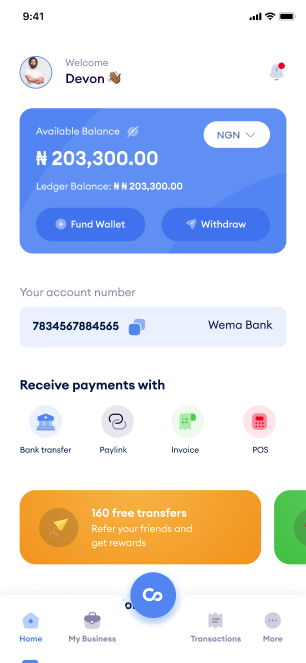 9:41
Welcome
Devon 👋🏾
Available Balance
NGN
₦ 203,300.00
Ledger Balance: ₦ ₦ 203,300.00
Fund Wallet
Withdraw
Your account number
7834567884565
Wema Bank
Receive payments with
Bank transfer
Paylink
Invoice
POS
160 free transfers
Refer your friends and
get rewards
Home
My Business
Transactions
More